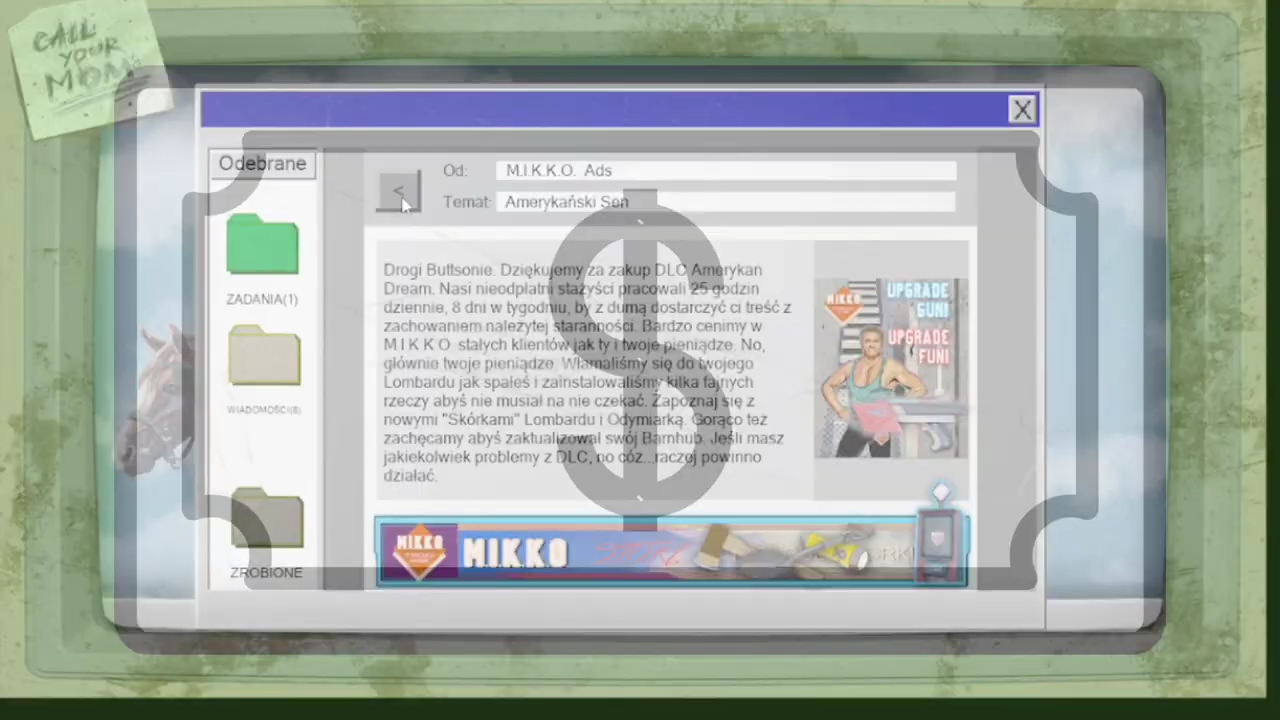 CALL
YOUR
MOM
X
Odebrane
Od: M.I.K.K.O. Ads
<
Temat: Amerykański Sen
Drogi Buttsonie. Dziękujemy za zakup DLC Amerykan
Dream. Nasi nieodpłatni stażyści pracowali 25 godzin
dziennie, 8 dni w tygodniu, by z dumą dostarczyć ci treść z
zachowaniem należytej staranności. Bardzo cenimy w
M I K K O stałych klientów jak ty i twoje pieniądze. No,
głównie twoje pieniądze. Włamaliśmy się do twojego
Lombardu jak spałeś i zainstalowaliśmy kilka fajnych
rzeczy abyś nie musiał na nie czekać. Zapoznaj się z
nowymi "Skórkami" Lombardu i Odymiarką. Gorąco też
zachęcamy abyś zaktualizował swój Barnhub. Jeśli masz
jakiekolwiek problemy z DLC, no cóż...raczej powinno
działać.
ZADANIA(1)
WIADOMOŚCI(8)
ZROBIONE
MIKKO
UPGRADE
GUN!
UPGRADE
FUN!
MIKKO
M.I.K.K.O
$